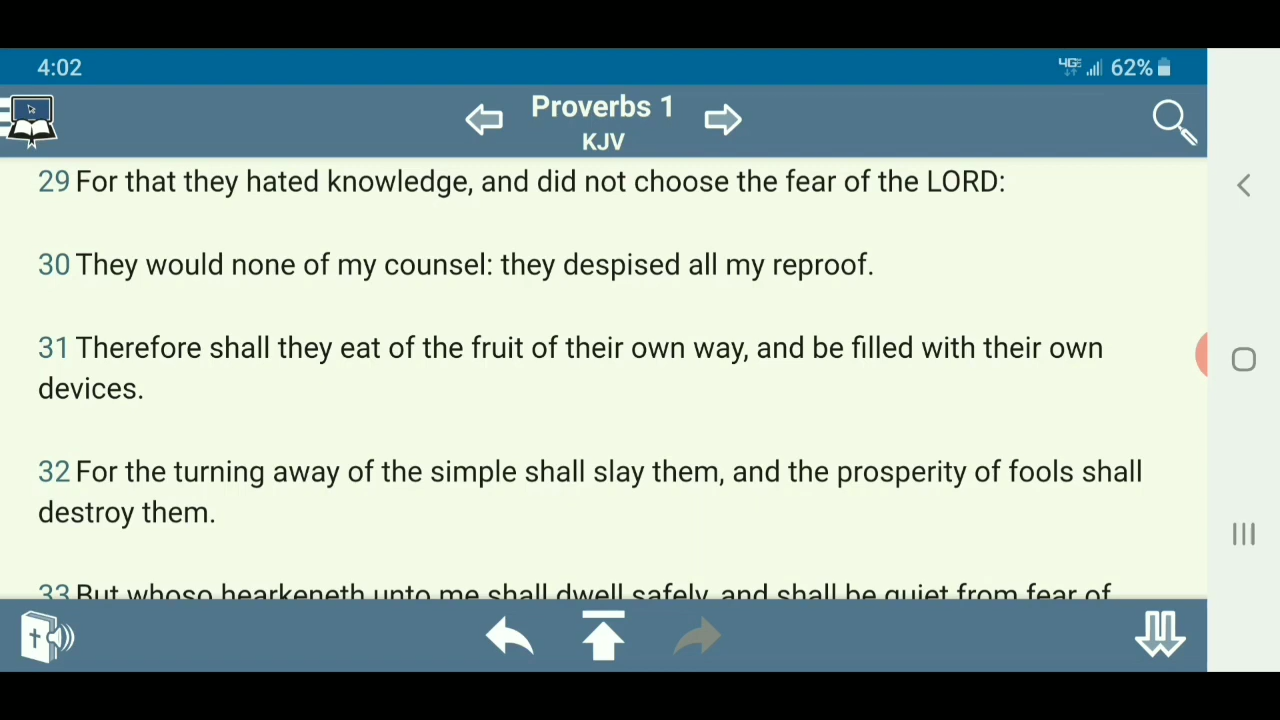 4:02
4GE 62%
Proverbs 1
KJV
29 For that they hated knowledge, and did not choose the fear of the LORD:
30 They would none of my counsel: they despised all my reproof.
31 Therefore shall they eat of the fruit of their own way, and be filled with their own
devices.
32 For the turning away of the simple shall slay them, and the prosperity of fools shall
destroy them.
33 But whoso hearkeneth unto me shall dwell safely, and shall be quiet from fear of